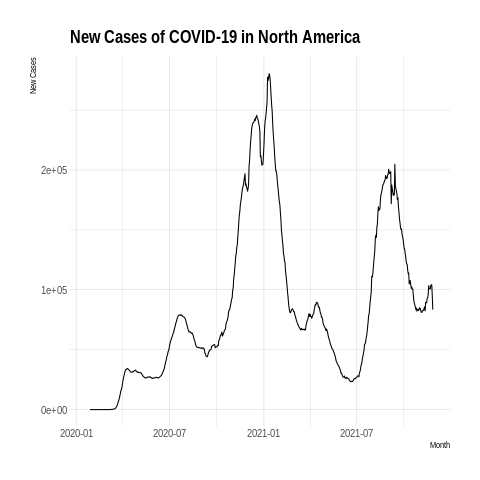 New Cases of COVID-19 in North America
New Cases
2e+05
1e+05
0e+00
2020-01 2020-07 2021-01 2021-07
Month